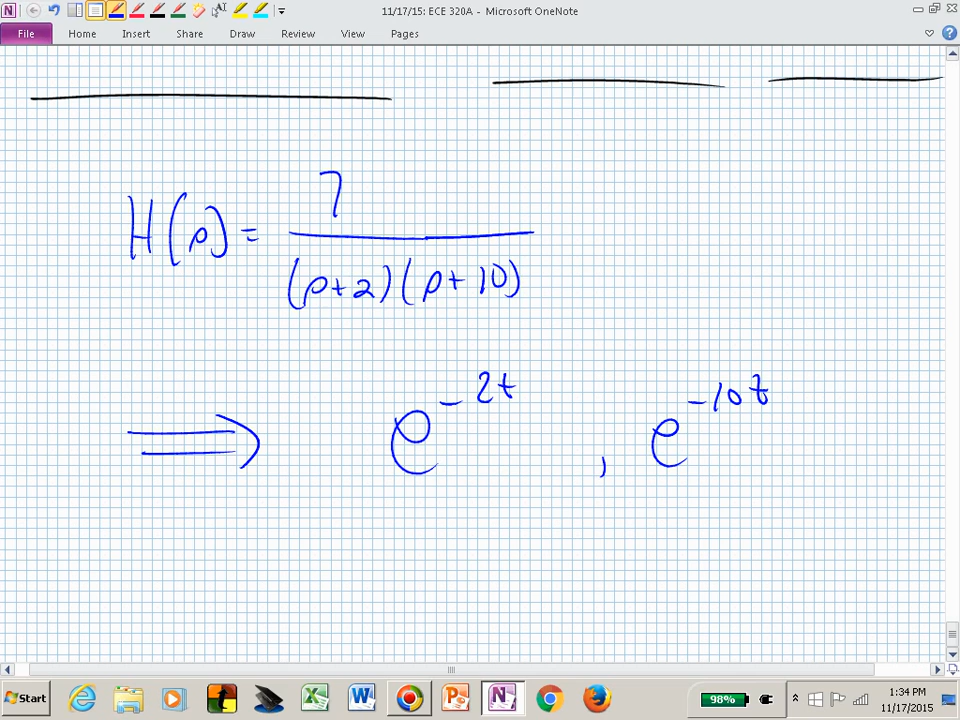 11/17/15: ECE 320A - Microsoft OneNote
File Home Insert Share Draw Review View Pages
7
H(p) = 
(p+2)(p+10)
⟹ e^-2t , e^-10t
Start 98% 1:34 PM
11/17/2015